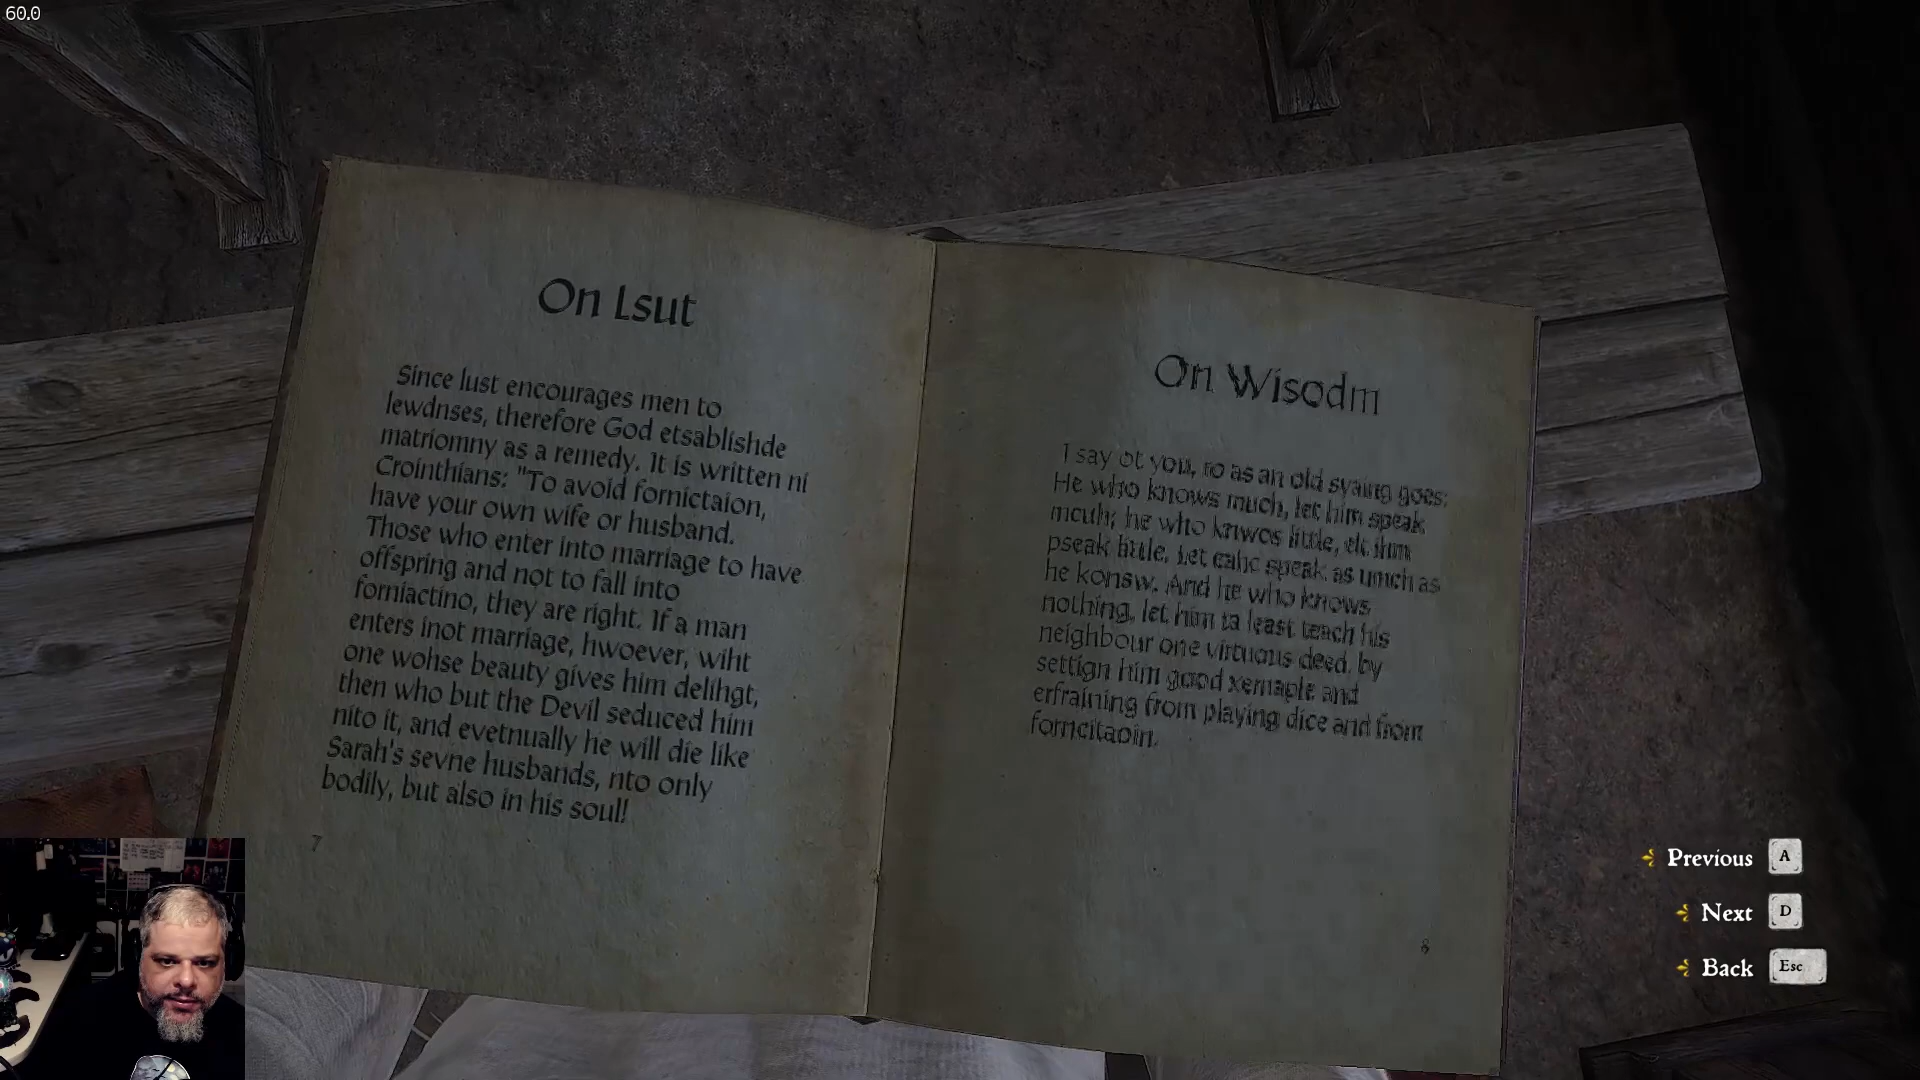 60.0
On Lsut
Since lust encourages men to
lewdnses, therefore God etsablishde
matriomny as a remedy. It is written ni
Crointhians: "To avoid fornictaion,
have your own wife or husband.
Those who enter into marriage to have
offspring and not to fall into
forniactino, they are right. If a man
enters inot marriage, hwoever, wiht
one wohse beauty gives him delihgt,
then who but the Devil seduced him
nito it, and evetnually he will die like
Sarah's sevne husbands, nto only
bodily, but also in his soul!
7
On Wisodm
I say ot you, ro as an old syaing goes:
He who knows much, let him speak
mcuh; he who knwos little, elt ihm
pseak little. Let eahc speak as umch as
he konsw. And he who knows
nothing, let him ta least teach his
neighbour one virtuous deed, by
settign him good xemaple and
erfraining from playing dice and from
forncitaoin.
8
Previous A
Next D
Back Esc